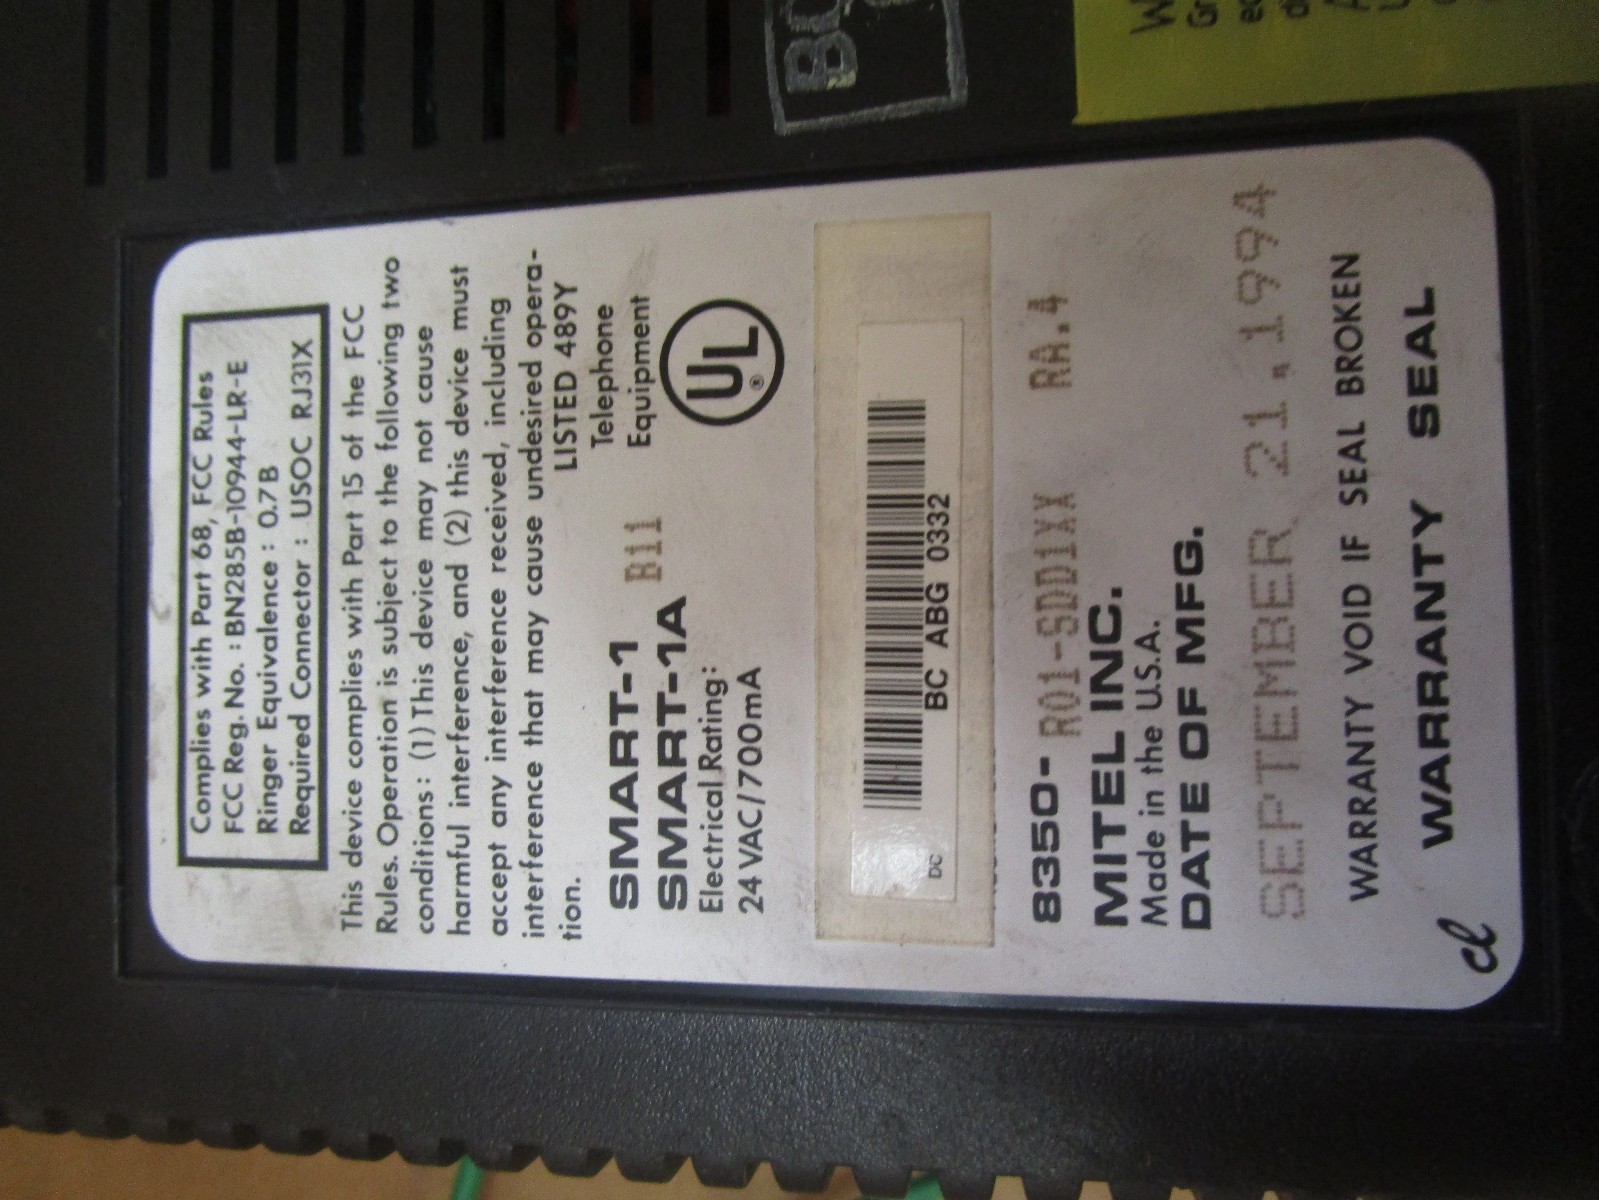 Complies with Part 68, FCC Rules
FCC Reg. No. : BN285B-10944-LR-E
Ringer Equivalence : 0.7B
Required Connector : USOC RJ31X
This device complies with Part 15 of the FCC
Rules. Operation is subject to the following two
conditions : (1) This device may not cause
harmful interference, and (2) this device must
accept any interference received, including
interference that may cause undesired opera-
tion.
LISTED 489Y
Telephone
Equipment
UL
®
SMART-1
SMART-1A B11
Electrical Rating:
24 VAC/700mA
DC
BC ABG 0332
8350- R01-SDD1XX RA.4
MITEL INC.
Made in the U.S.A.
DATE OF MFG.
SEPTEMBER 21,1994
WARRANTY VOID IF SEAL BROKEN
cl WARRANTY SEAL